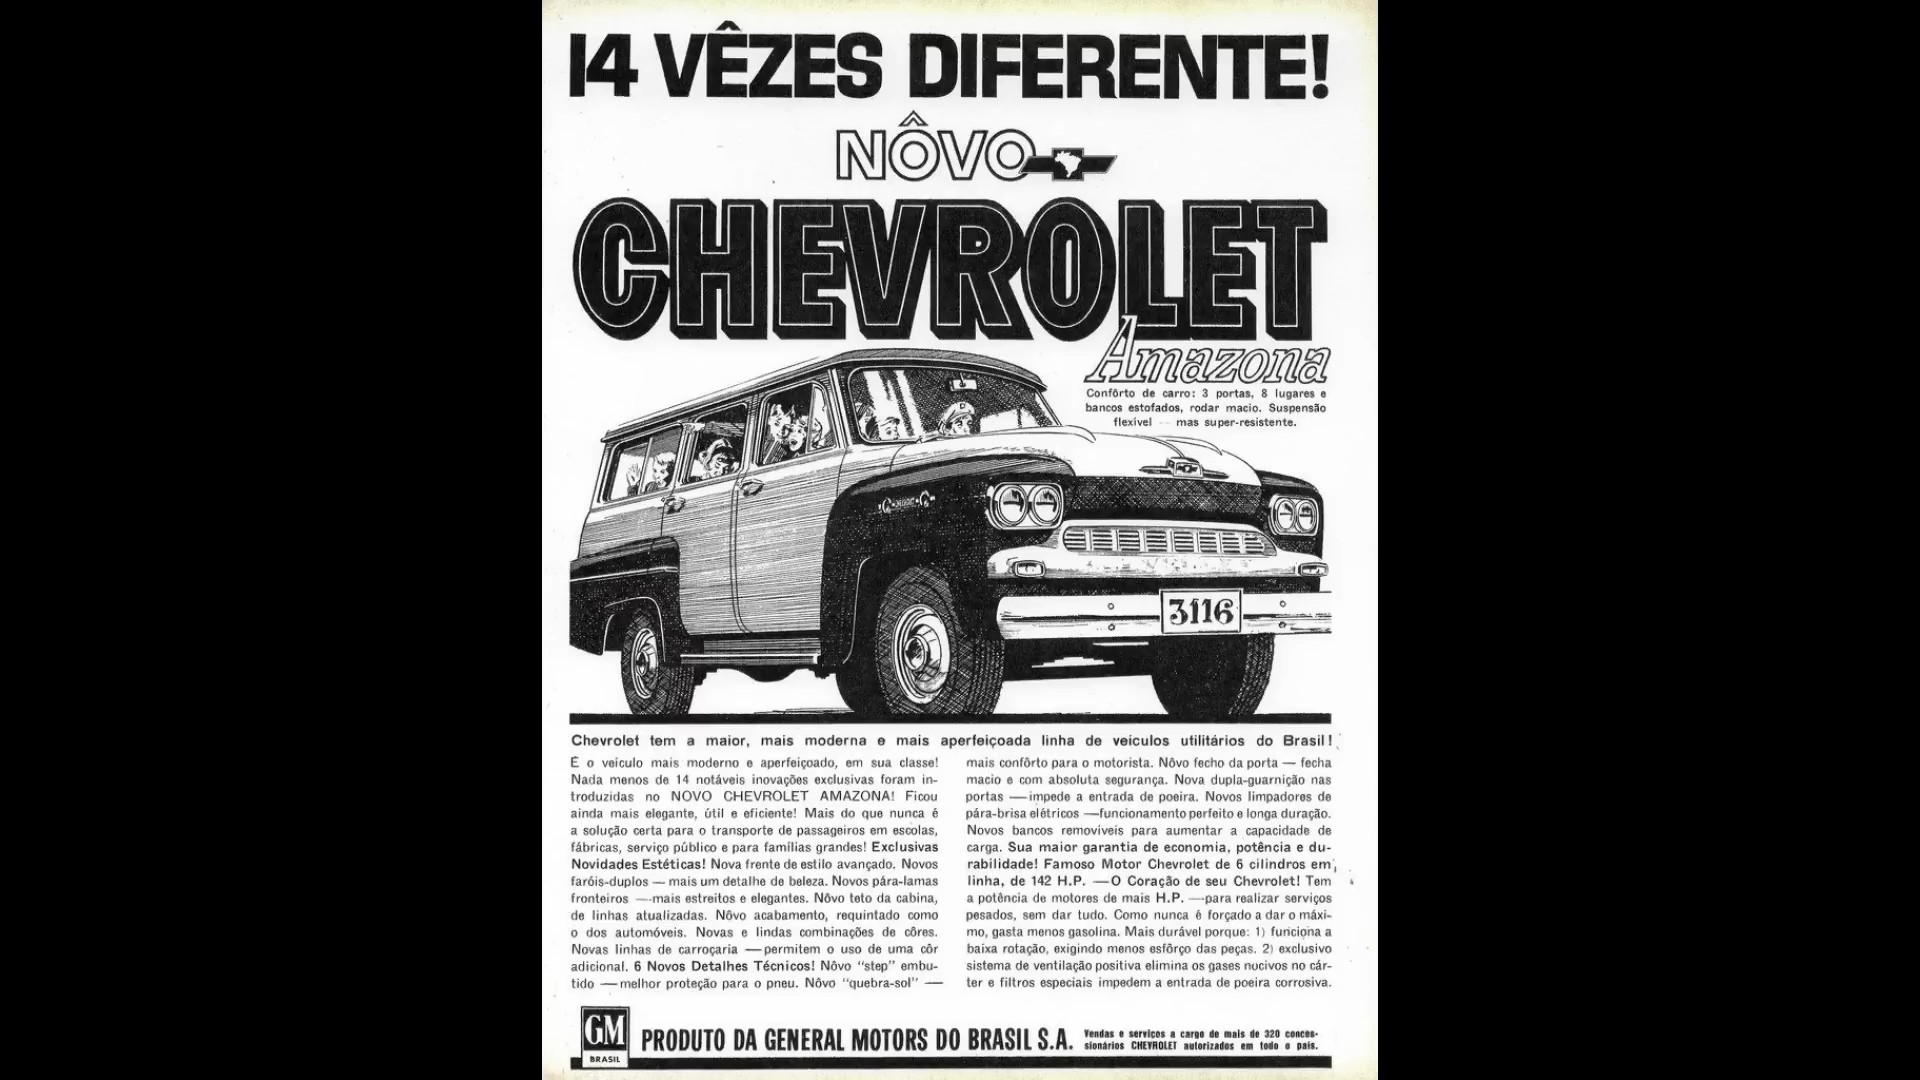 14 VÊZES DIFERENTE!
NÔVO
CHEVROLET
Amazona
Confôrto de carro: 3 portas, 8 lugares e
bancos estofados, rodar macio. Suspensão
flexível — mas super-resistente.
3116
Chevrolet tem a maior, mais moderna e mais aperfeiçoada linha de veículos utilitários do Brasil!
É o veículo mais moderno e aperfeiçoado, em sua classe!
Nada menos de 14 notáveis inovações exclusivas foram in-
troduzidas no NOVO CHEVROLET AMAZONA! Ficou
ainda mais elegante, útil e eficiente! Mais do que nunca é
a solução certa para o transporte de passageiros em escolas,
fábricas, serviço público e para famílias grandes! Exclusivas
Novidades Estéticas! Nova frente de estilo avançado. Novos
faróis-duplos — mais um detalhe de beleza. Novos pára-lamas
fronteiros — mais estreitos e elegantes. Nôvo teto da cabina,
de linhas atualizadas. Nôvo acabamento, requintado como
o dos automóveis. Novas e lindas combinações de côres.
Novas linhas de carroçaria — permitem o uso de uma côr
adicional. 6 Novos Detalhes Técnicos! Nôvo “step” embu-
tido — melhor proteção para o pneu. Nôvo “quebra-sol” —
mais confôrto para o motorista. Nôvo fecho da porta — fecha
macio e com absoluta segurança. Nova dupla-guarnição nas
portas — impede a entrada de poeira. Novos limpadores de
pára-brisa elétricos — funcionamento perfeito e longa duração.
Novos bancos removíveis para aumentar a capacidade de
carga. Sua maior garantia de economia, potência e du-
rabilidade! Famoso Motor Chevrolet de 6 cilindros em
linha, de 142 H.P. — O Coração de seu Chevrolet! Tem
a potência de motores de mais H.P. — para realizar serviços
pesados, sem dar tudo. Como nunca é forçado a dar o máxi-
mo, gasta menos gasolina. Mais durável porque: 1) funciona a
baixa rotação, exigindo menos esfôrço das peças. 2) exclusivo
sistema de ventilação positiva elimina os gases nocivos no cár-
ter e filtros especiais impedem a entrada de poeira corrosiva.
GM
BRASIL
PRODUTO DA GENERAL MOTORS DO BRASIL S.A.
Vendas e serviços a cargo de mais de 320 conces-
sionários CHEVROLET autorizados em todo o país.